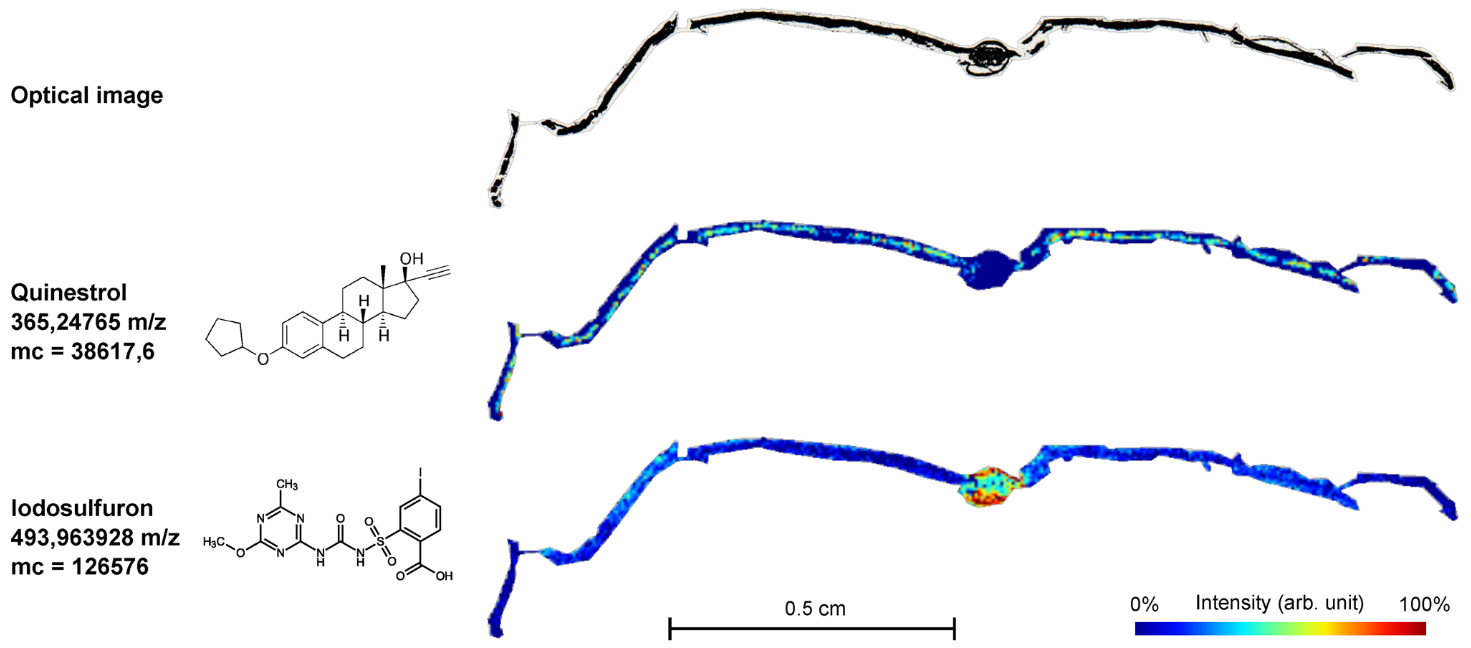 Optical image
Quinestrol
365,24765 m/z
mc = 38617,6
OH
H
H
H
O
Iodosulfuron
493,963928 m/z
mc = 126576
I
CH3
N
N
O
O
H3C
O
N
N
H
N
H
S
O
O
OH
0.5 cm
0%
Intensity (arb. unit)
100%